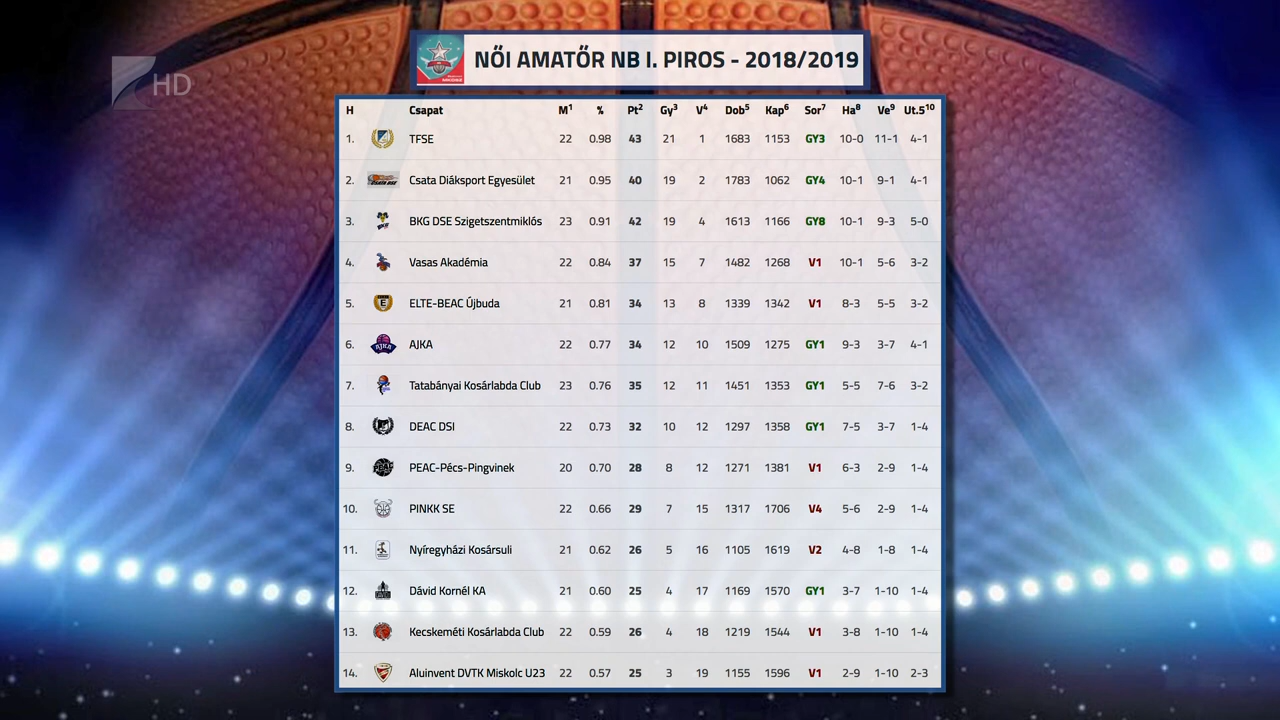 HD
NŐI AMATŐR NB I. PIROS - 2018/2019
H Csapat M¹ % Pt² Gy³ V⁴ Dob⁵ Kap⁶ Sor⁷ Ha⁸ Ve⁹ Ut.5¹⁰
1. TFSE 22 0.98 43 21 1 1683 1153 GY3 10-0 11-1 4-1
2. Csata Diáksport Egyesület 21 0.95 40 19 2 1783 1062 GY4 10-1 9-1 4-1
3. BKG DSE Szigetszentmiklós 23 0.91 42 19 4 1613 1166 GY8 10-1 9-3 5-0
4. Vasas Akadémia 22 0.84 37 15 7 1482 1268 V1 10-1 5-6 3-2
5. ELTE-BEAC Újbuda 21 0.81 34 13 8 1339 1342 V1 8-3 5-5 3-2
6. AJKA 22 0.77 34 12 10 1509 1275 GY1 9-3 3-7 4-1
7. Tatabányai Kosárlabda Club 23 0.76 35 12 11 1451 1353 GY1 5-5 7-6 3-2
8. DEAC DSI 22 0.73 32 10 12 1297 1358 GY1 7-5 3-7 1-4
9. PEAC-Pécs-Pingvinek 20 0.70 28 8 12 1271 1381 V1 6-3 2-9 1-4
10. PINKK SE 22 0.66 29 7 15 1317 1706 V4 5-6 2-9 1-4
11. Nyíregyházi Kosársuli 21 0.62 26 5 16 1105 1619 V2 4-8 1-8 1-4
12. Dávid Kornél KA 21 0.60 25 4 17 1169 1570 GY1 3-7 1-10 1-4
13. Kecskeméti Kosárlabda Club 22 0.59 26 4 18 1219 1544 V1 3-8 1-10 1-4
14. Aluinvent DVTK Miskolc U23 22 0.57 25 3 19 1155 1596 V1 2-9 1-10 2-3